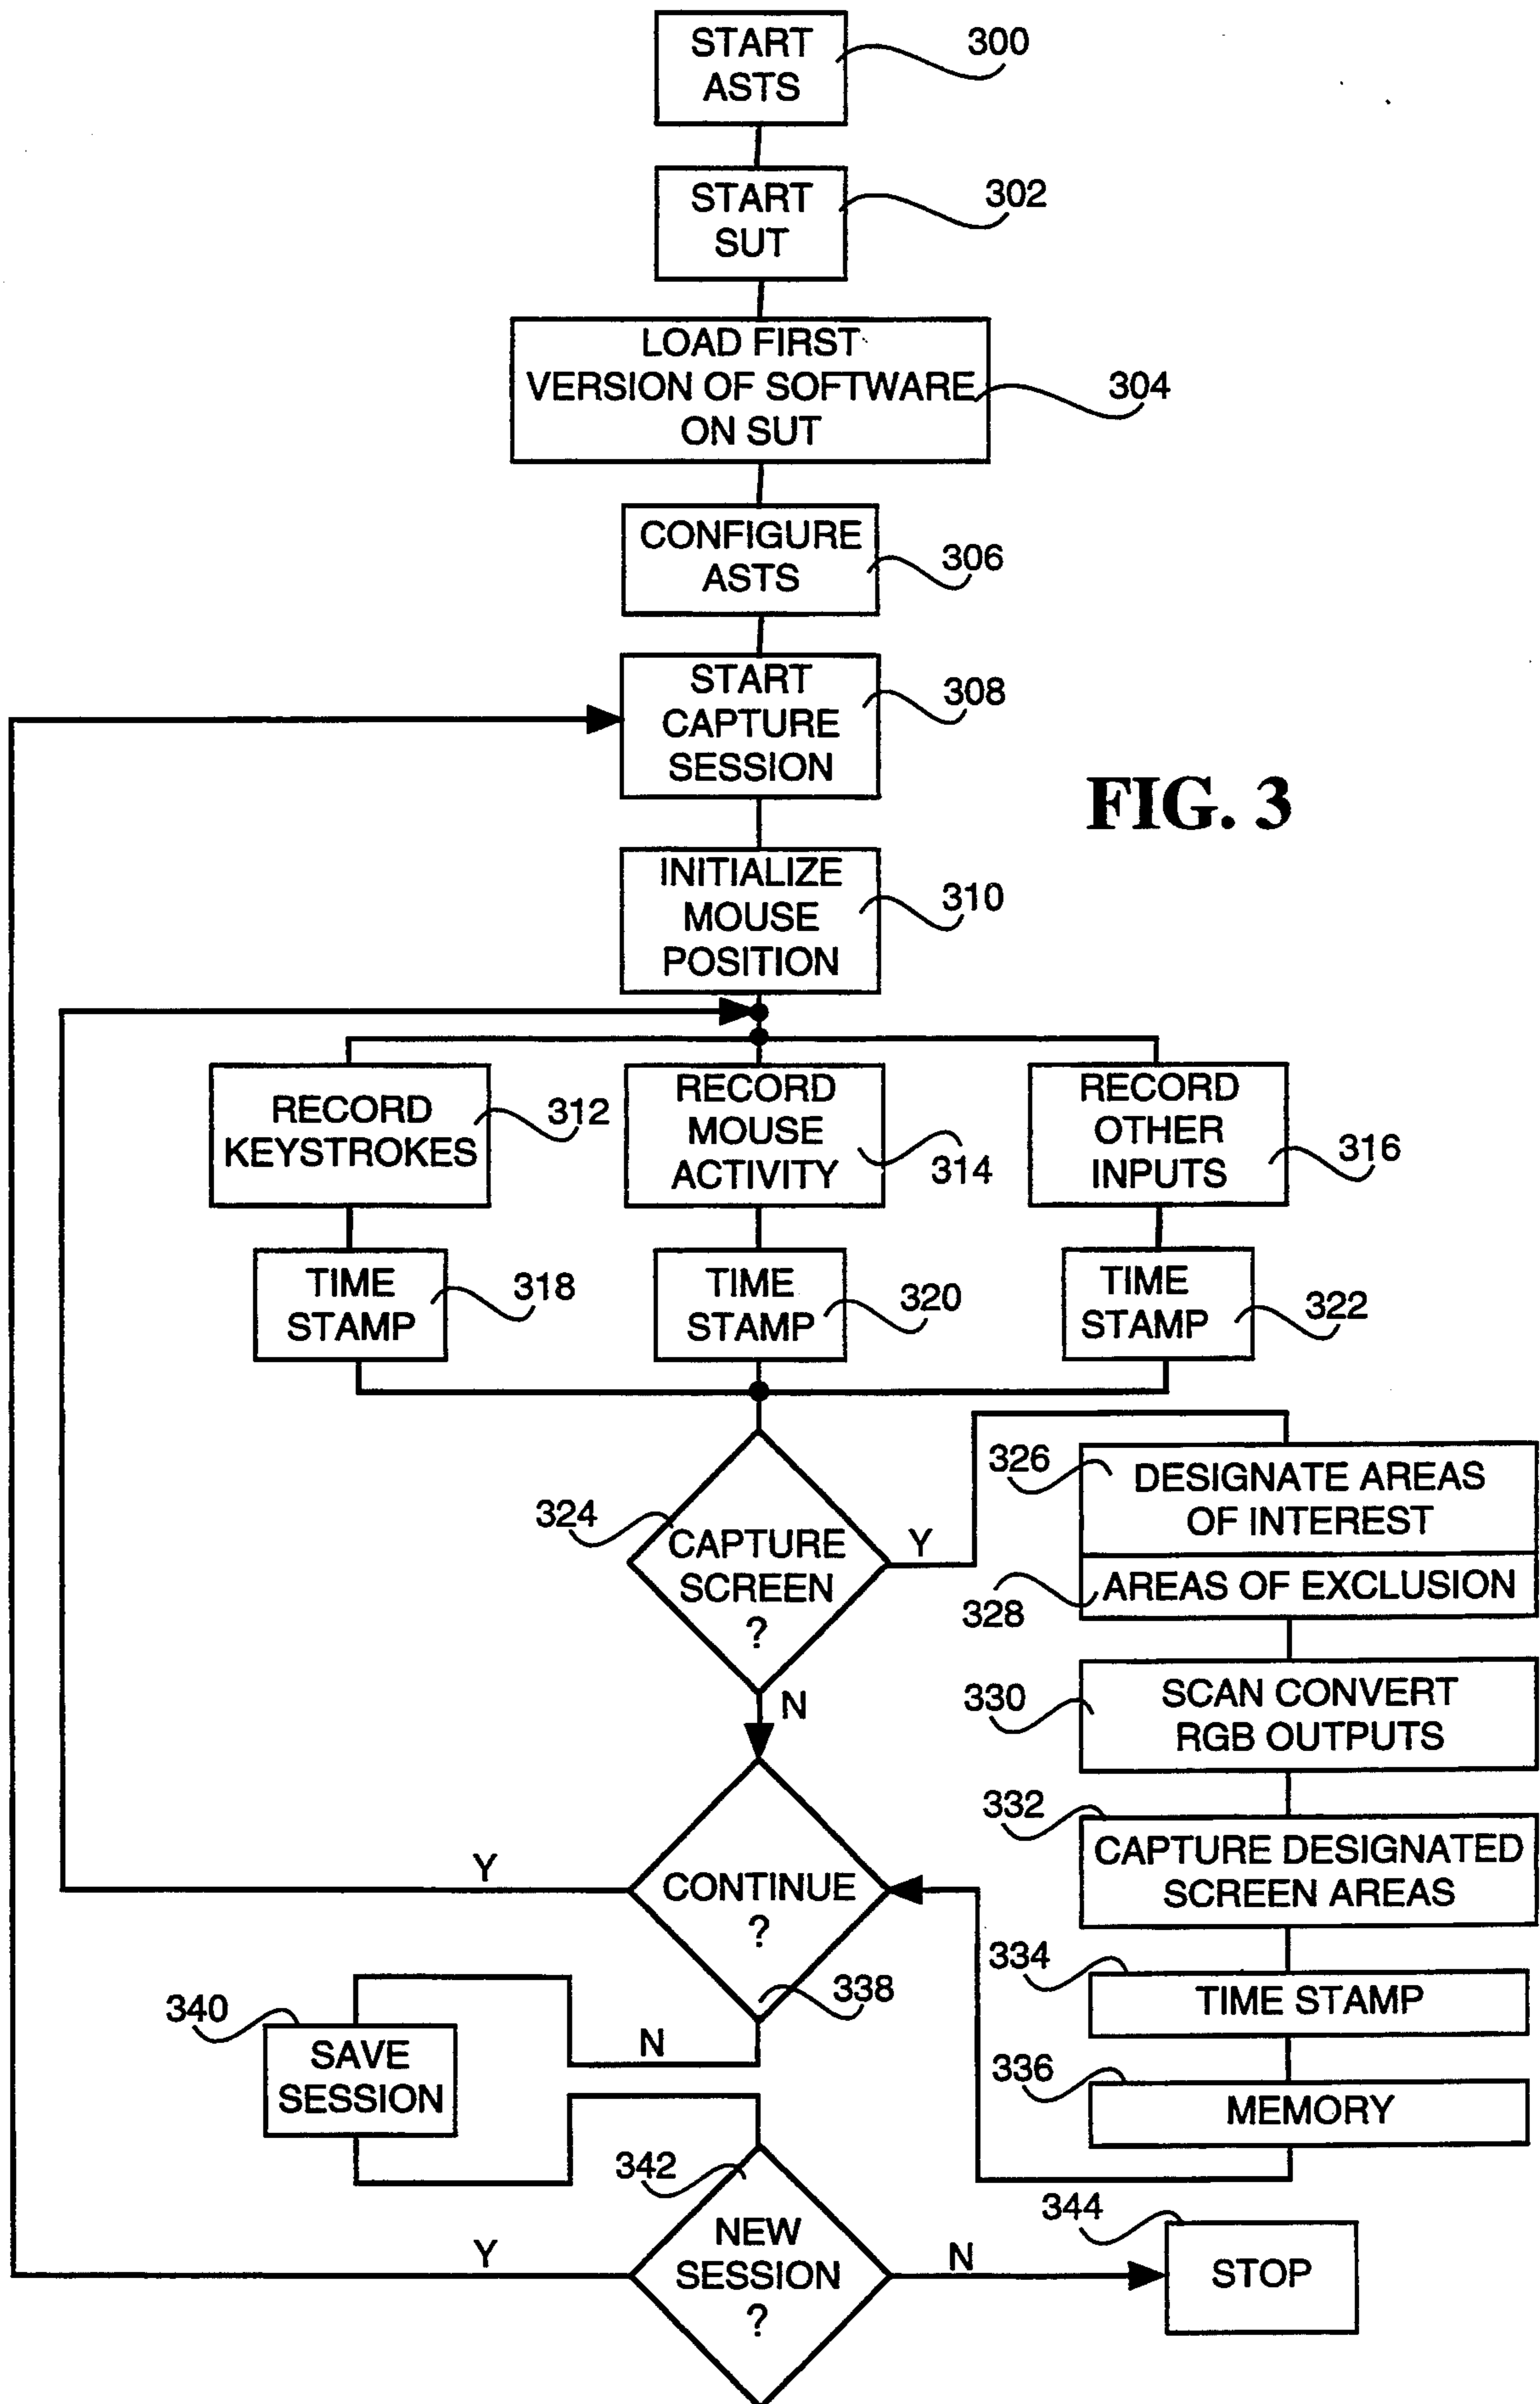 START
ASTS
300
START
SUT
302
LOAD FIRST
VERSION OF SOFTWARE
ON SUT
304
CONFIGURE
ASTS
306
START
CAPTURE
SESSION
308
FIG. 3
INITIALIZE
MOUSE
POSITION
310
RECORD
KEYSTROKES
312
RECORD
MOUSE
ACTIVITY
314
RECORD
OTHER
INPUTS
316
TIME
STAMP
318
TIME
STAMP
320
TIME
STAMP
322
324
CAPTURE
SCREEN
?
Y
N
326
DESIGNATE AREAS
OF INTEREST
328
AREAS OF EXCLUSION
330
SCAN CONVERT
RGB OUTPUTS
332
CAPTURE DESIGNATED
SCREEN AREAS
334
TIME STAMP
336
MEMORY
Y
CONTINUE
?
338
N
340
SAVE
SESSION
342
NEW
SESSION
?
Y
N
344
STOP